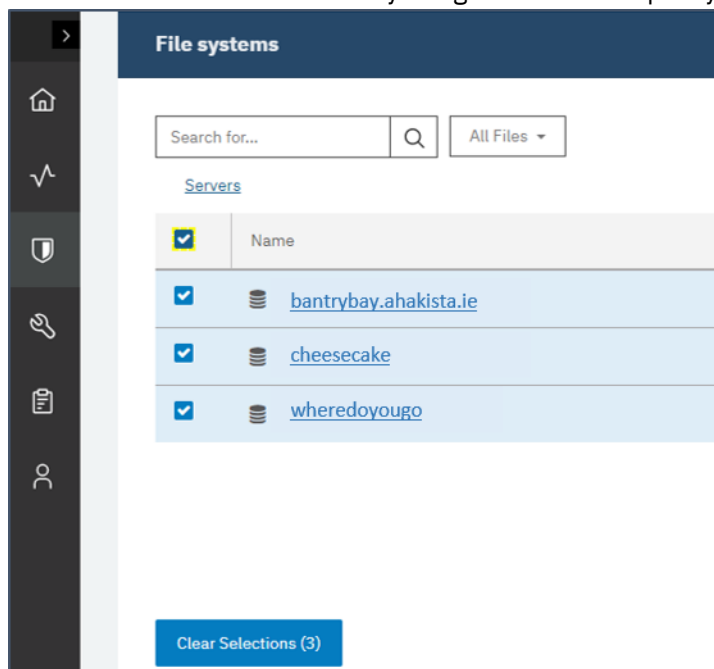 File systems
Search for...
All Files
Servers
Name
bantrybay.ahakista.ie
cheesecake
wheredoyougo
Clear Selections (3)